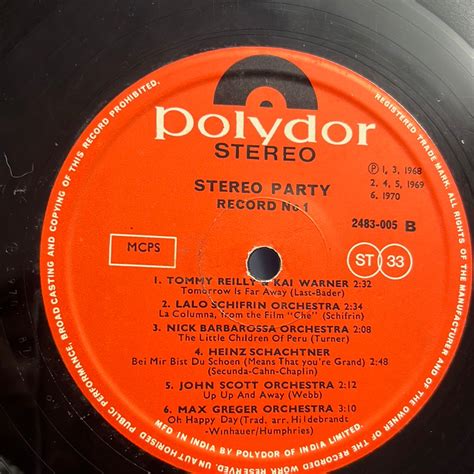 polydor
STEREO
STEREO PARTY
RECORD No 1
Ⓟ 1, 3, 1968
2, 4, 5, 1969
6, 1970
2483-005 B
MCPS
ST 33
1. TOMMY REILLY & KAI WARNER 2:32
Tomorrow Is Far Away (Last-Bader)
2. LALO SCHIFRIN ORCHESTRA 2:34
La Columna, from the Film "Ché" (Schifrin)
3. NICK BARBAROSSA ORCHESTRA 2:08
The Little Children Of Peru (Turner)
4. HEINZ SCHACHTNER
Bei Mir Bist Du Schoen (Means That you're Grand) 2:48
(Secunda-Cahn-Chaplin)
5. JOHN SCOTT ORCHESTRA 2:12
Up Up And Away (Webb)
6. MAX GREGER ORCHESTRA 3:10
Oh Happy Day (Trad. arr. Hildebrandt
-Winhauer/Humphries)
MFD IN INDIA BY POLYDOR OF INDIA LIMITED.
REGISTERED TRADE MARK. ALL RIGHTS OF THE MANUFACTURER AND OF THE OWNER OF THE RECORDED WORK RESERVED. UNAUTHORISED PUBLIC PERFORMANCE, BROADCASTING AND COPYING OF THIS RECORD PROHIBITED.